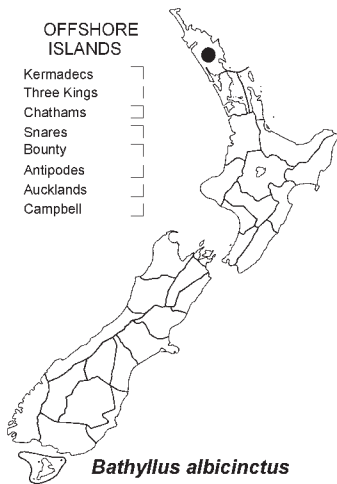 OFFSHORE
ISLANDS
Kermadecs
Three Kings
Chathams
Snares
Bounty
Antipodes
Aucklands
Campbell
Bathyllus albicinctus